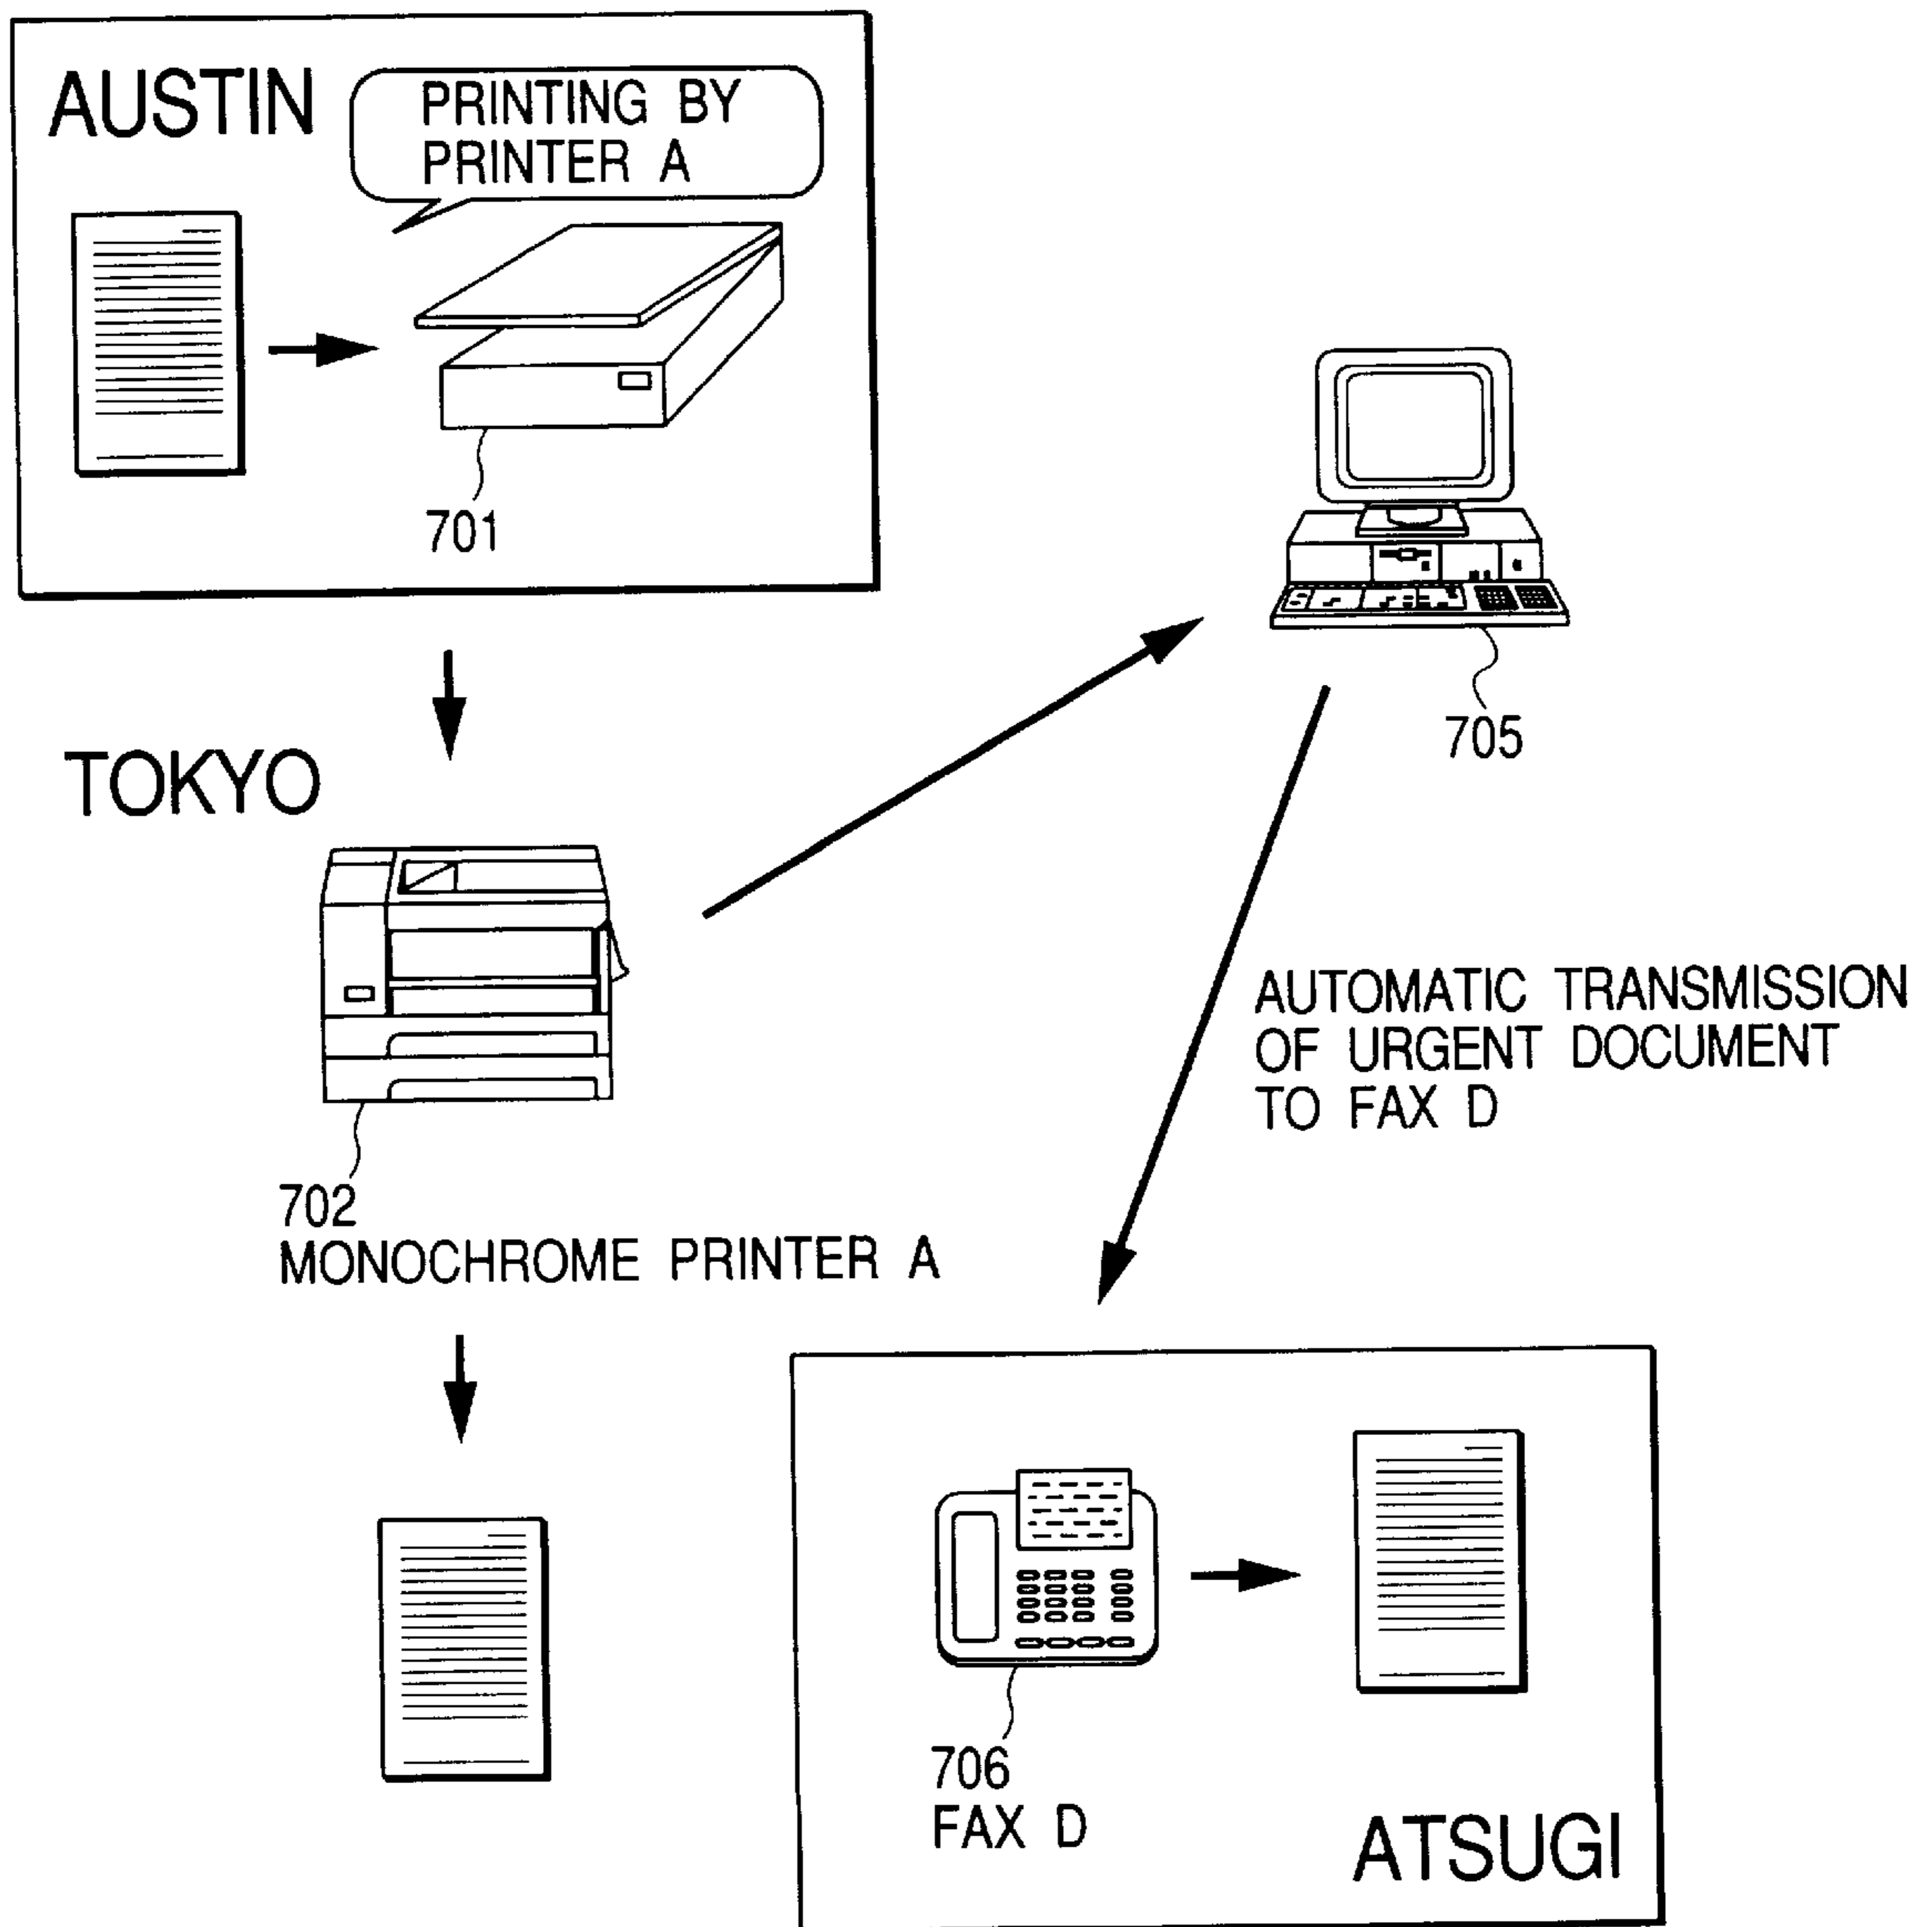 AUSTIN
PRINTING BY
PRINTER A
701
705
TOKYO
702
MONOCHROME PRINTER A
AUTOMATIC TRANSMISSION
OF URGENT DOCUMENT
TO FAX D
706
FAX D
ATSUGI